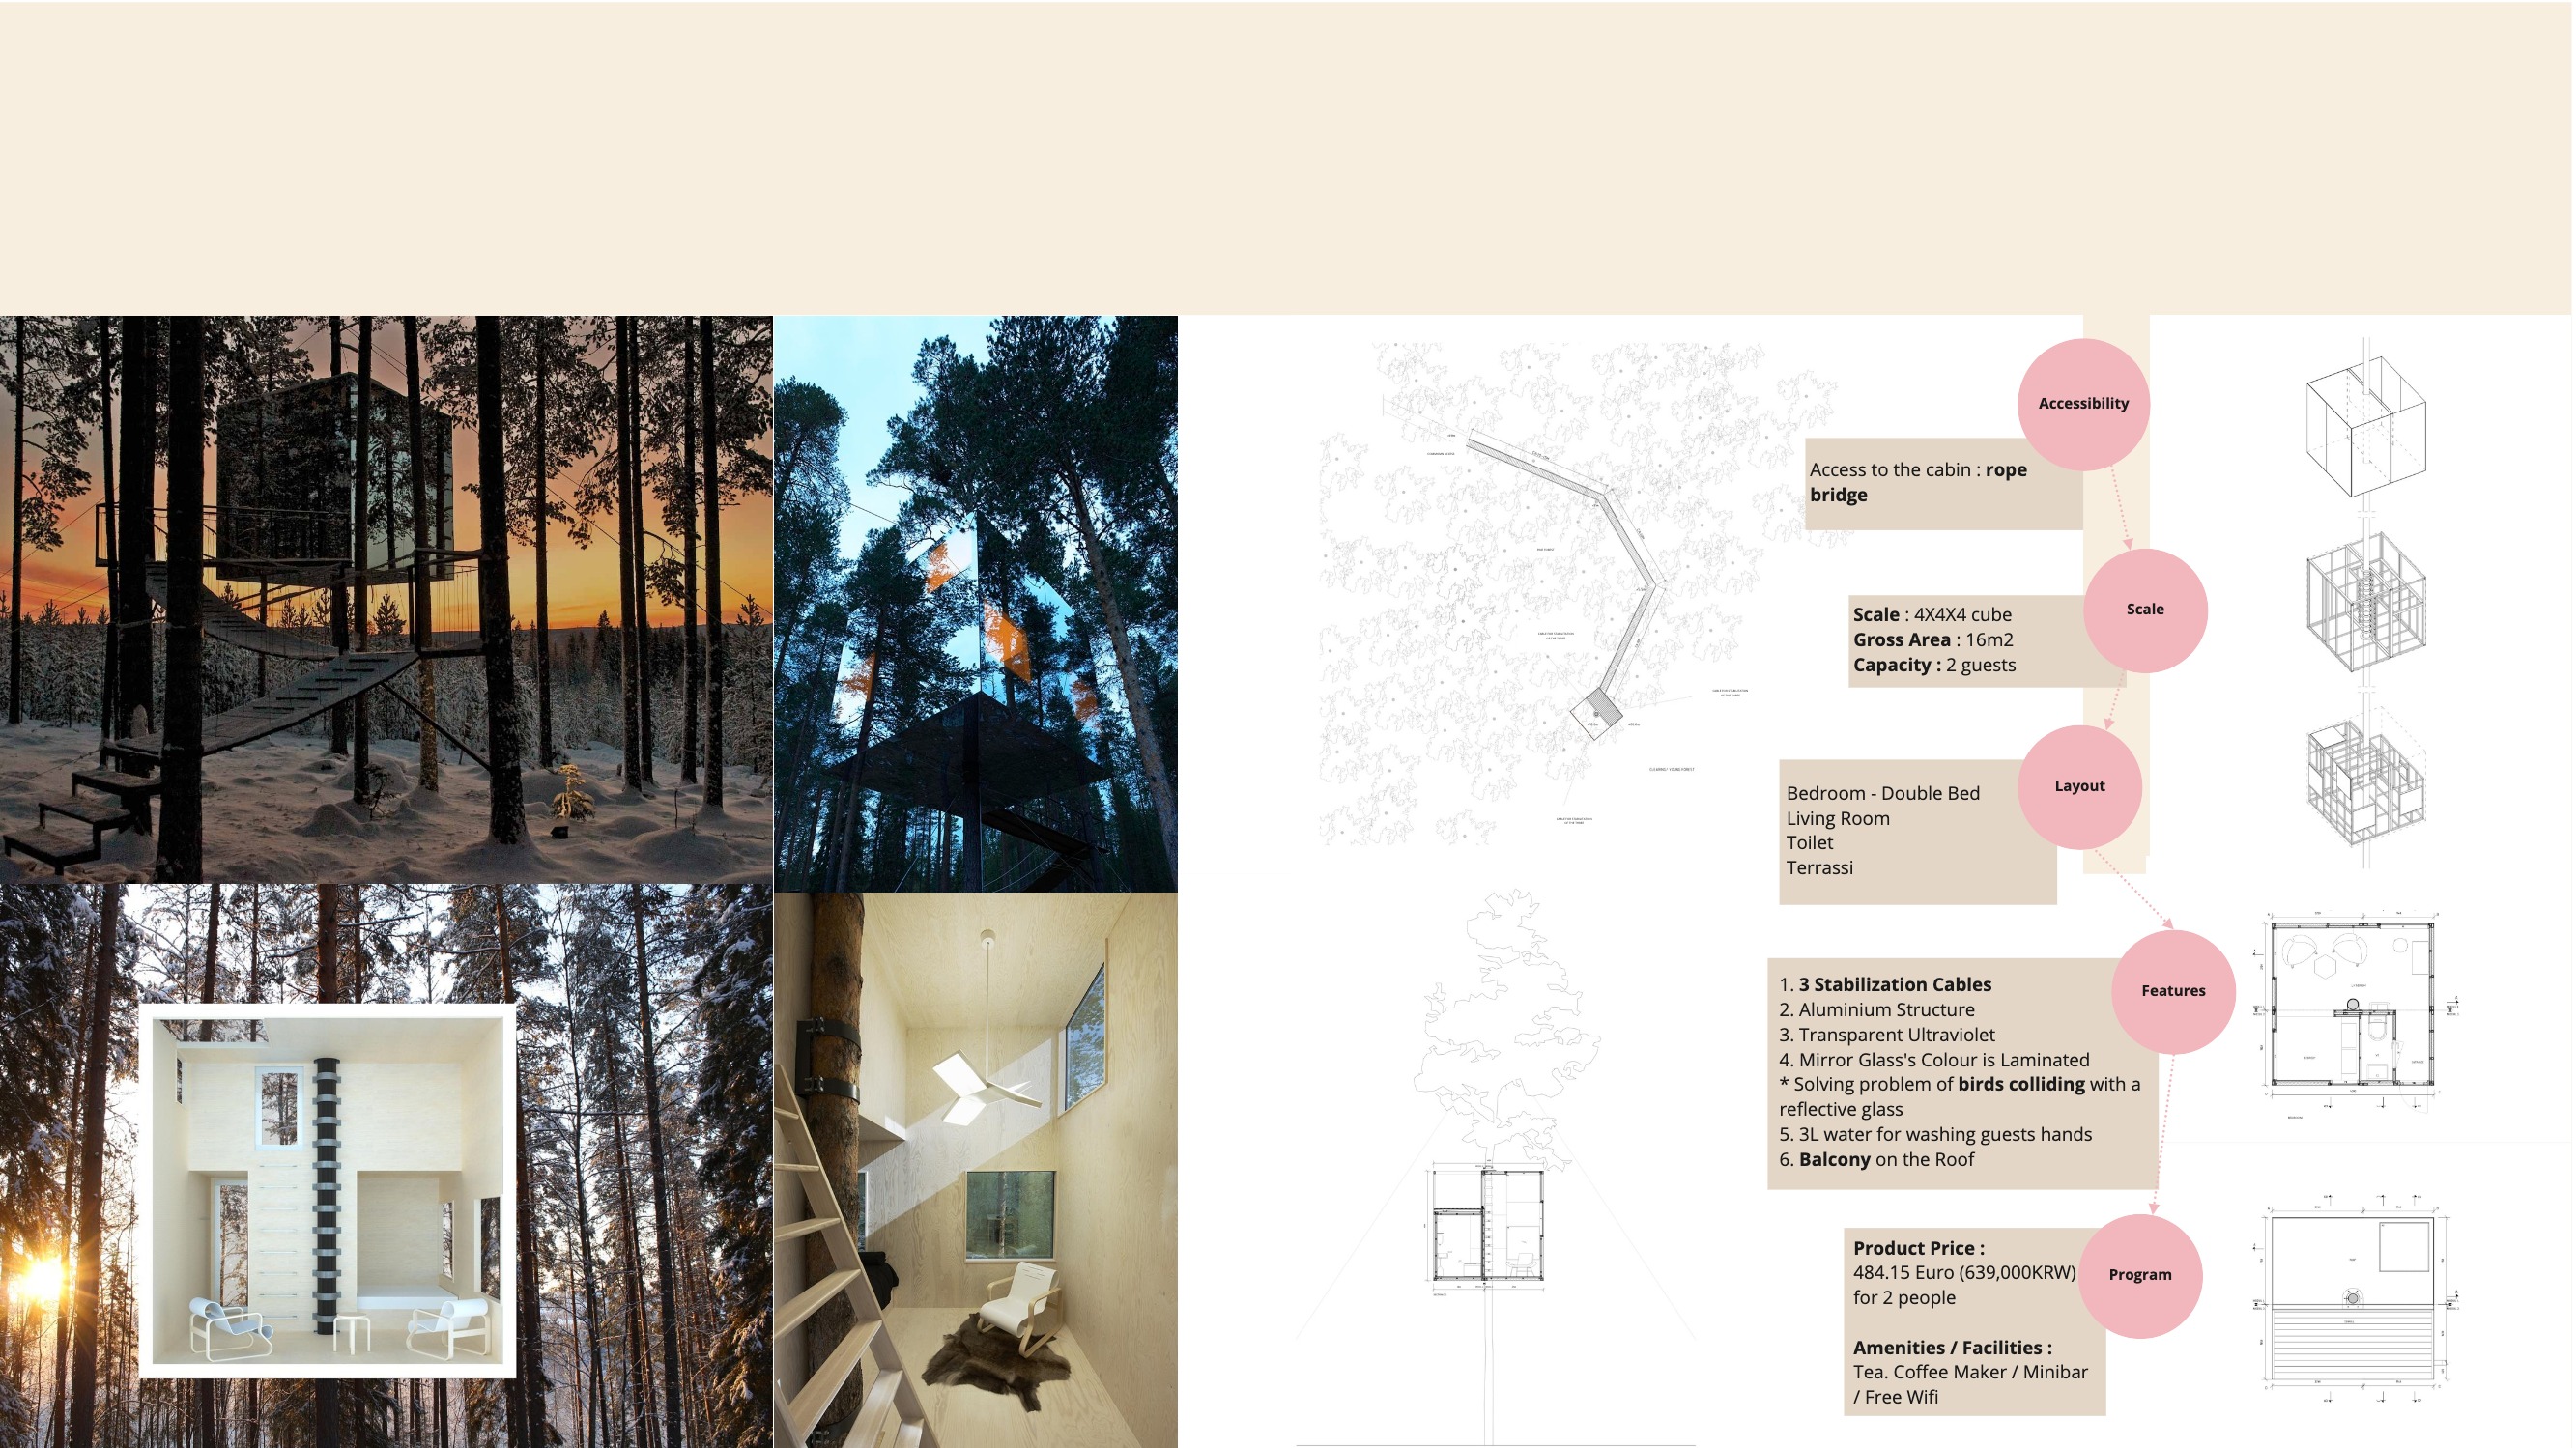 Accessibility
Access to the cabin : rope
bridge
Scale
Scale : 4X4X4 cube
Gross Area : 16m2
Capacity : 2 guests
Layout
Bedroom - Double Bed
Living Room
Toilet
Terrassi
Features
1. 3 Stabilization Cables
2. Aluminium Structure
3. Transparent Ultraviolet
4. Mirror Glass's Colour is Laminated
* Solving problem of birds colliding with a
reflective glass
5. 3L water for washing guests hands
6. Balcony on the Roof
Program
Product Price :
484.15 Euro (639,000KRW)
for 2 people
Amenities / Facilities :
Tea. Coffee Maker / Minibar
/ Free Wifi